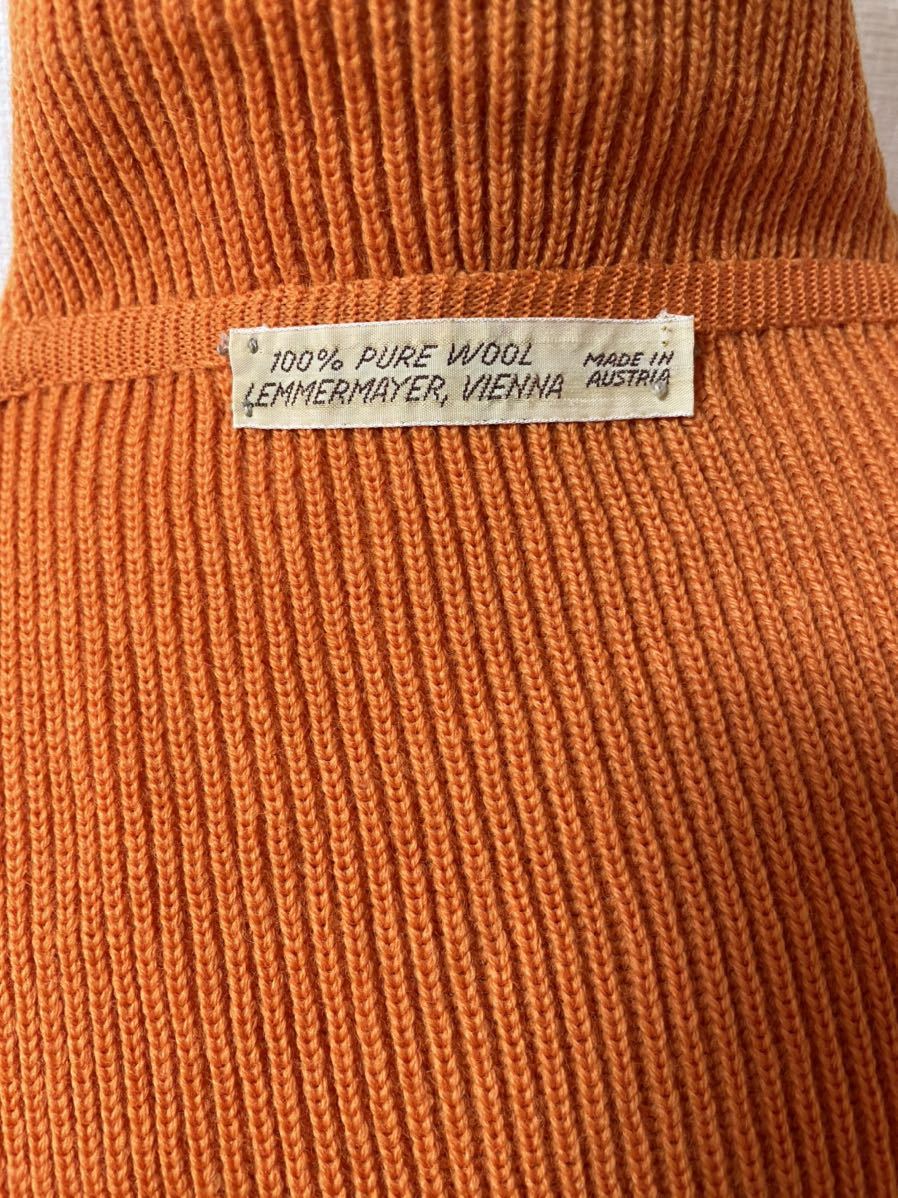 100% PURE WOOL
LEMMERMAYER, VIENNA
MADE IN
AUSTRIA